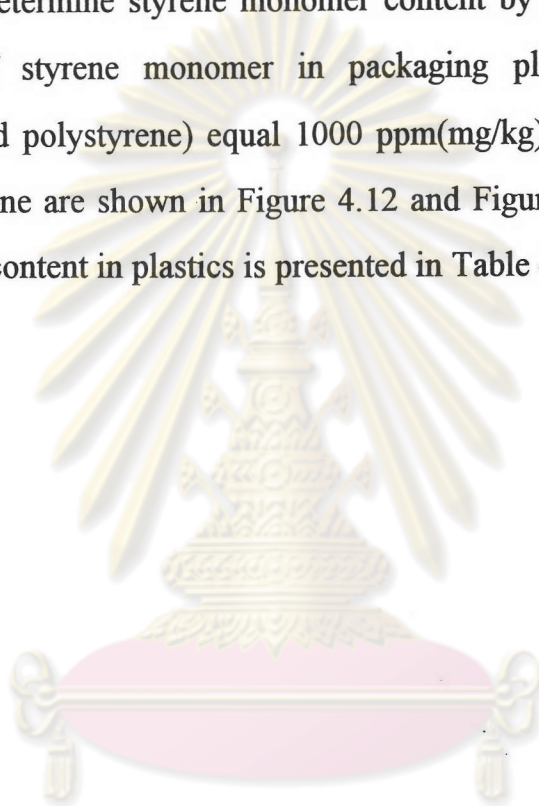 etermine styrene monomer content by
styrene monomer in packaging pl
d polystyrene) equal 1000 ppm(mg/kg)
ne are shown in Figure 4.12 and Figur
content in plastics is presented in Table